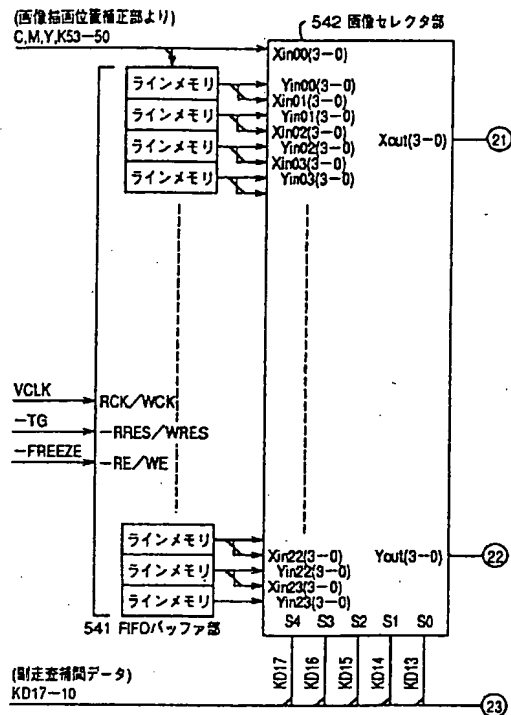 (画像描画位置補正部より)
C,M,Y,K53-50
542 画像セレクタ部
Xin00(3-0)
ラインメモリ
Yin00(3-0)
Xin01(3-0)
ラインメモリ
Yin01(3-0)
Xin02(3-0)
ラインメモリ
Yin02(3-0)
Xin03(3-0)
ラインメモリ
Yin03(3-0)
Xout(3-0)
21
VCLK
RCK/WCK
-TG
-RRES/WRES
-FREEZE
-RE/WE
ラインメモリ
Xin22(3-0)
ラインメモリ
Yin22(3-0)
Xin23(3-0)
ラインメモリ
Yin23(3-0)
Yout(3-0)
22
541 FIFOバッファ部
S4 S3 S2 S1 S0
KD17 KD16 KD15 KD14 KD13
(副走査補間データ)
KD17-10
23